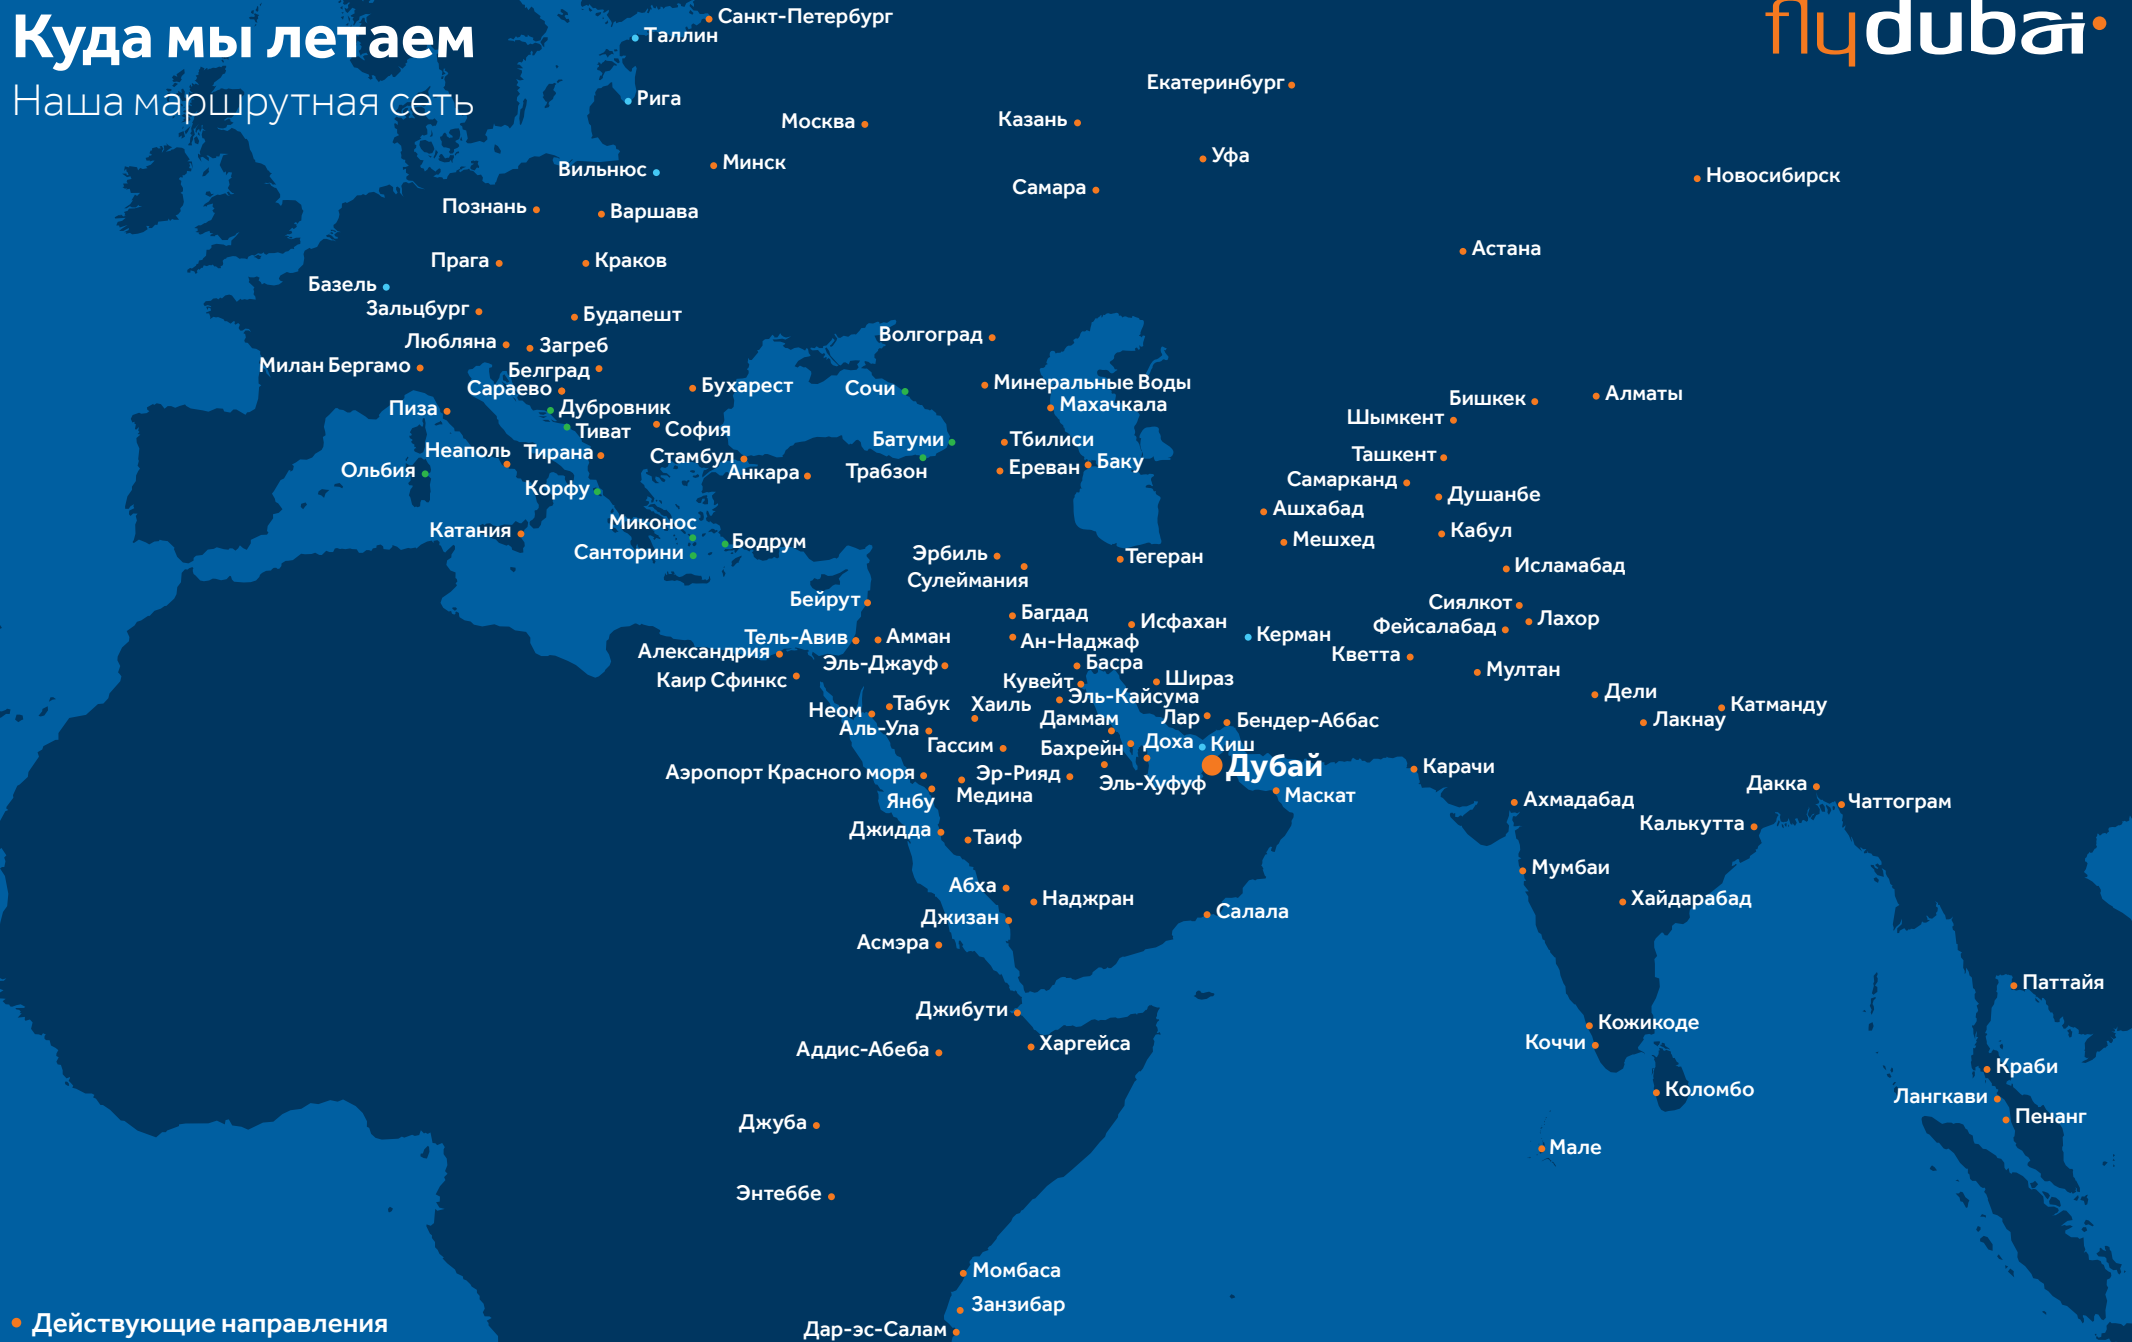 Куда мы летаем
Наша маршрутная сеть
flydubai
Санкт-Петербург
Таллин
Екатеринбург
Рига
Москва
Казань
Уфа
Вильнюс
Минск
Новосибирск
Самара
Познань
Варшава
Астана
Прага
Краков
Базель
Зальцбург
Будапешт
Волгоград
Любляна
Загреб
Милан Бергамо
Белград
Сараево
Бухарест
Сочи
Минеральные Воды
Махачкала
Бишкек
Алматы
Шымкент
Пиза
Дубровник
Тиват
София
Батуми
Тбилиси
Неаполь
Тирана
Стамбул
Ташкент
Ольбия
Анкара
Трабзон
Ереван
Баку
Самарканд
Корфу
Душанбе
Ашхабад
Миконос
Катания
Кабул
Бодрум
Мешхед
Санторини
Эрбиль
Тегеран
Исламабад
Сулеймания
Бейрут
Сиялкот
Багдад
Лахор
Исфахан
Фейсалабад
Керман
Тель-Авив
Амман
Ан-Наджаф
Александрия
Эль-Джауф
Басра
Кветта
Мултан
Каир Сфинкс
Кувейт
Шираз
Дели
Эль-Кайсума
Неом
Табук
Хаиль
Катманду
Даммам
Лар
Бендер-Аббас
Лакнау
Аль-Ула
Гассим
Бахрейн
Доха
Киш
Дубай
Карачи
Аэропорт Красного моря
Эр-Рияд
Эль-Хуфуф
Дакка
Янбу
Медина
Маскат
Ахмадабад
Чаттограм
Калькутта
Джидда
Таиф
Мумбаи
Абха
Наджран
Хайдарабад
Джизан
Салала
Асмэра
Паттайя
Джибути
Кожикоде
Аддис-Абеба
Харгейса
Коччи
Краби
Коломбо
Лангкави
Пенанг
Джуба
Мале
Энтеббе
Момбаса
Занзибар
Действующие направления
Дар-эс-Салам